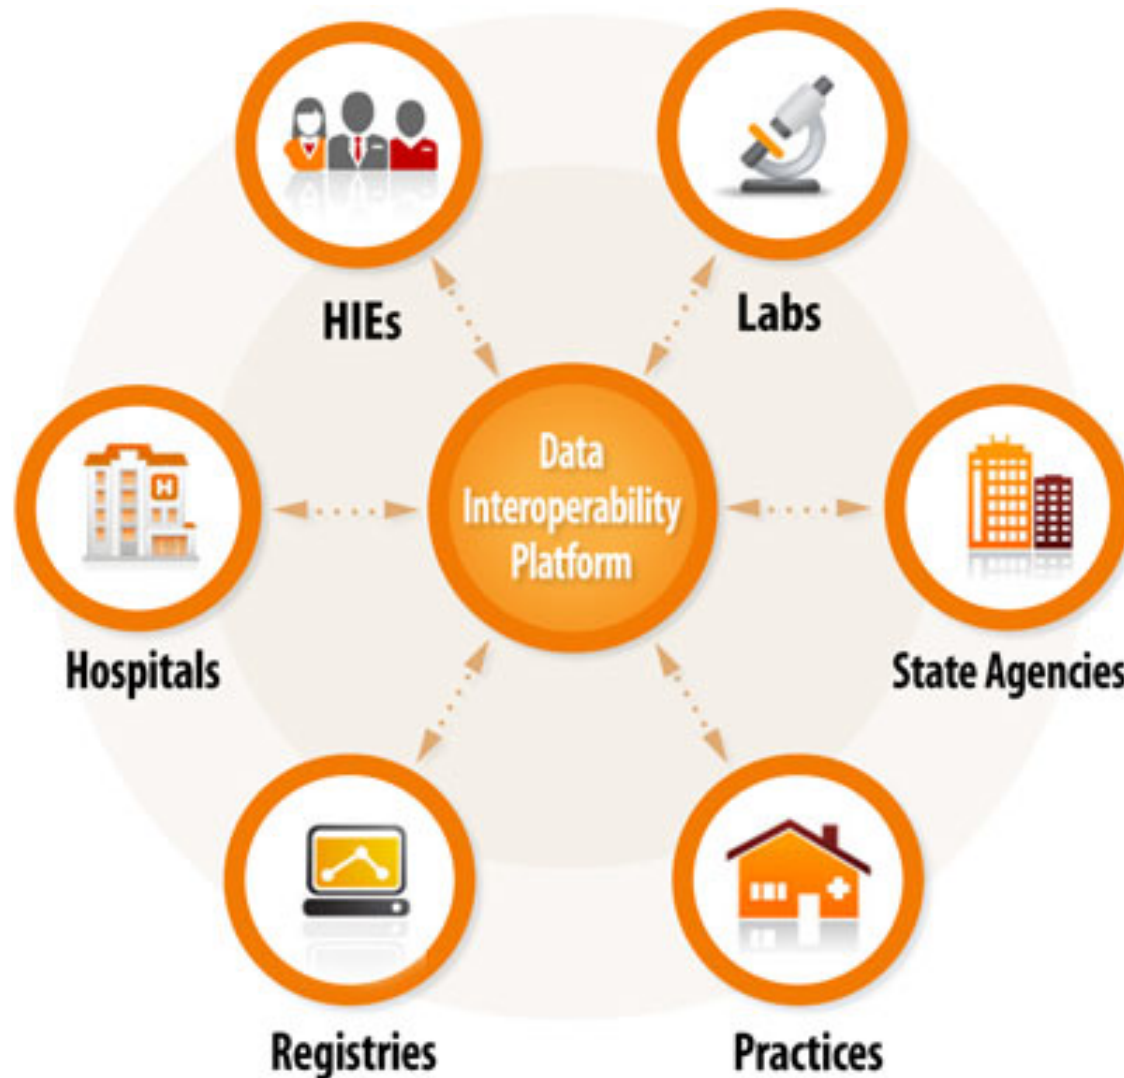 HIEs
Labs
Data
Interoperability
Platform
H
Hospitals
State Agencies
Registries
Practices